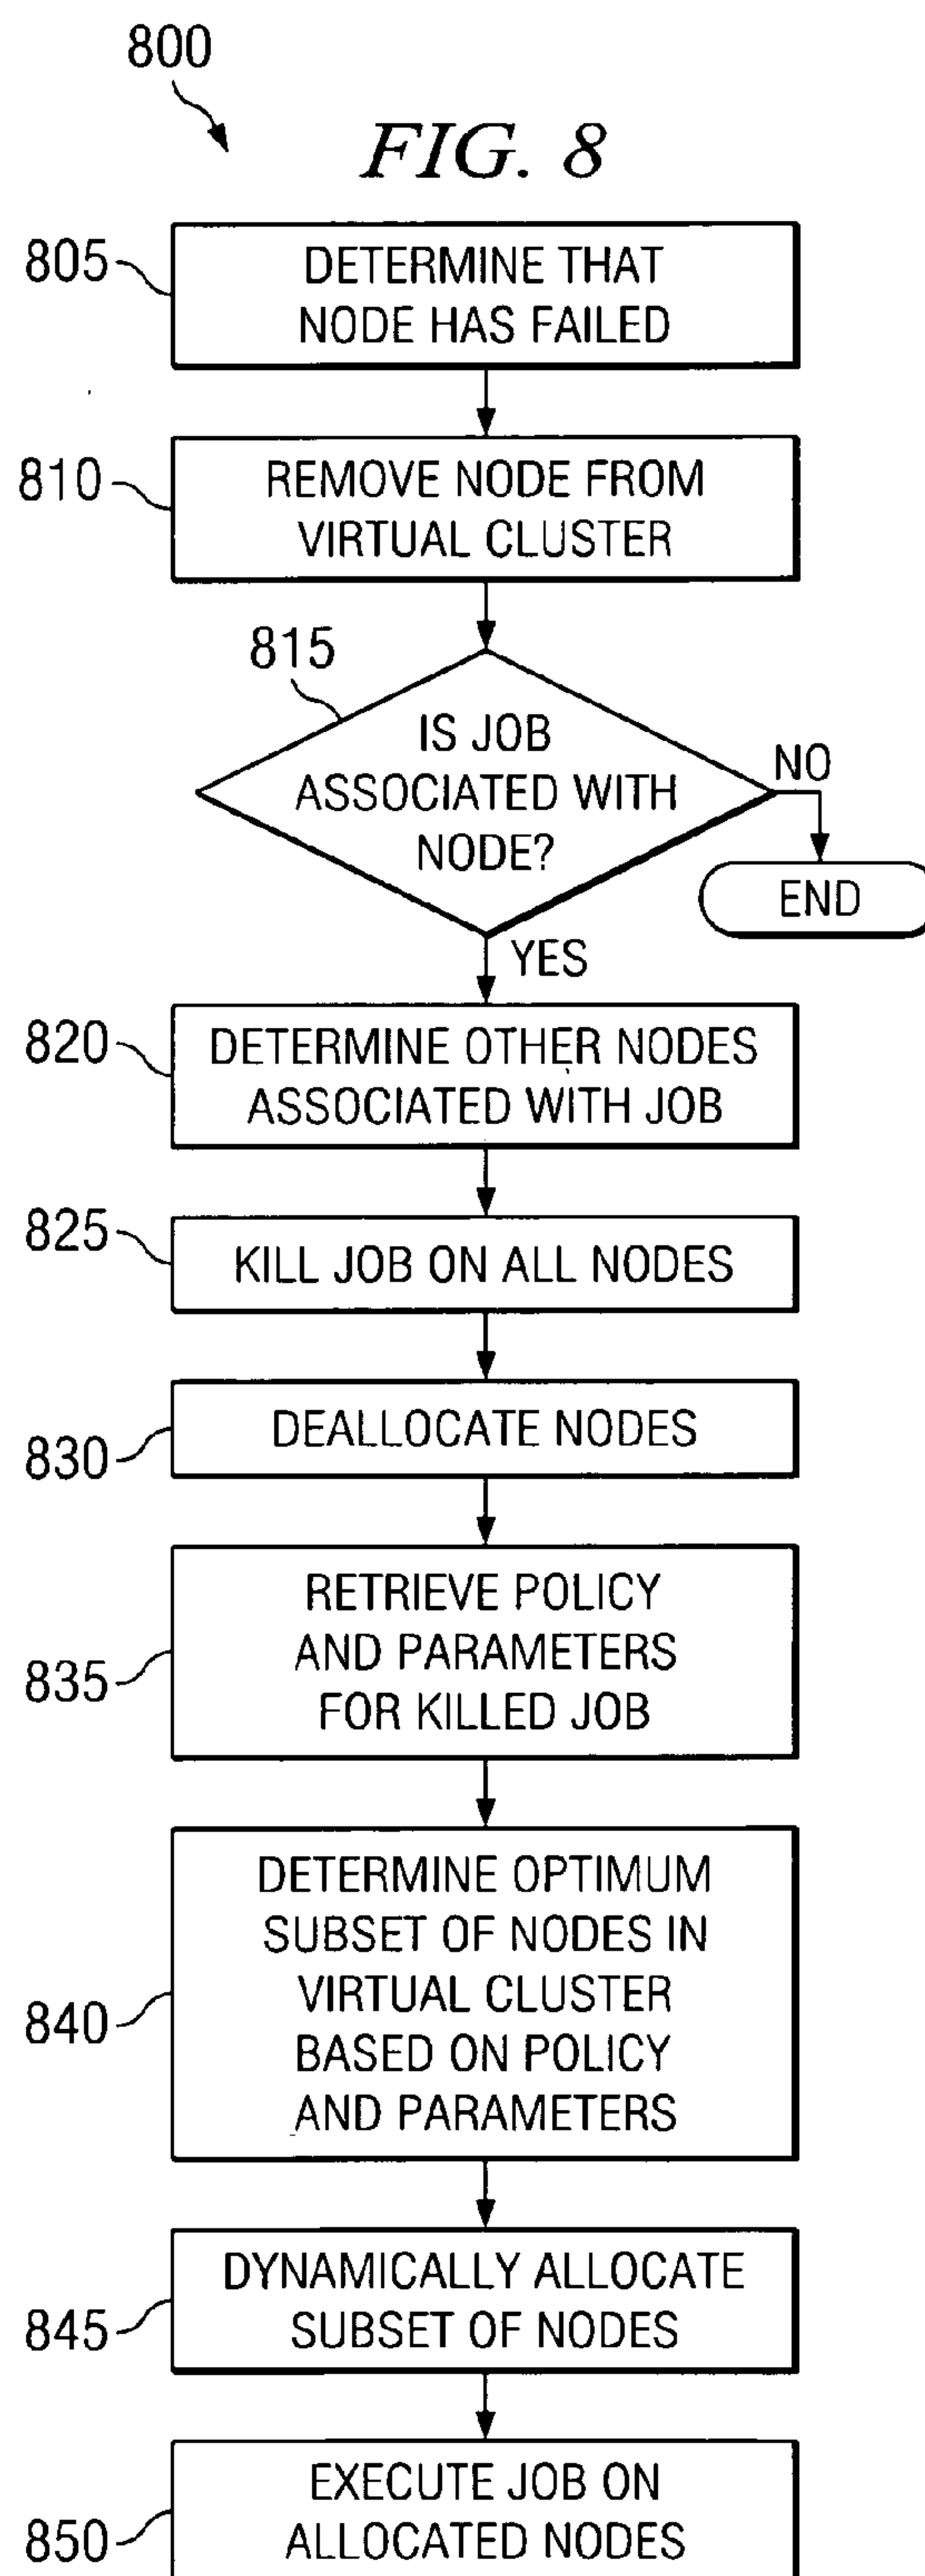 800
FIG. 8
805
DETERMINE THAT
NODE HAS FAILED
810
REMOVE NODE FROM
VIRTUAL CLUSTER
815
IS JOB
ASSOCIATED WITH
NODE?
NO
END
YES
820
DETERMINE OTHER NODES
ASSOCIATED WITH JOB
825
KILL JOB ON ALL NODES
830
DEALLOCATE NODES
835
RETRIEVE POLICY
AND PARAMETERS
FOR KILLED JOB
840
DETERMINE OPTIMUM
SUBSET OF NODES IN
VIRTUAL CLUSTER
BASED ON POLICY
AND PARAMETERS
845
DYNAMICALLY ALLOCATE
SUBSET OF NODES
850
EXECUTE JOB ON
ALLOCATED NODES